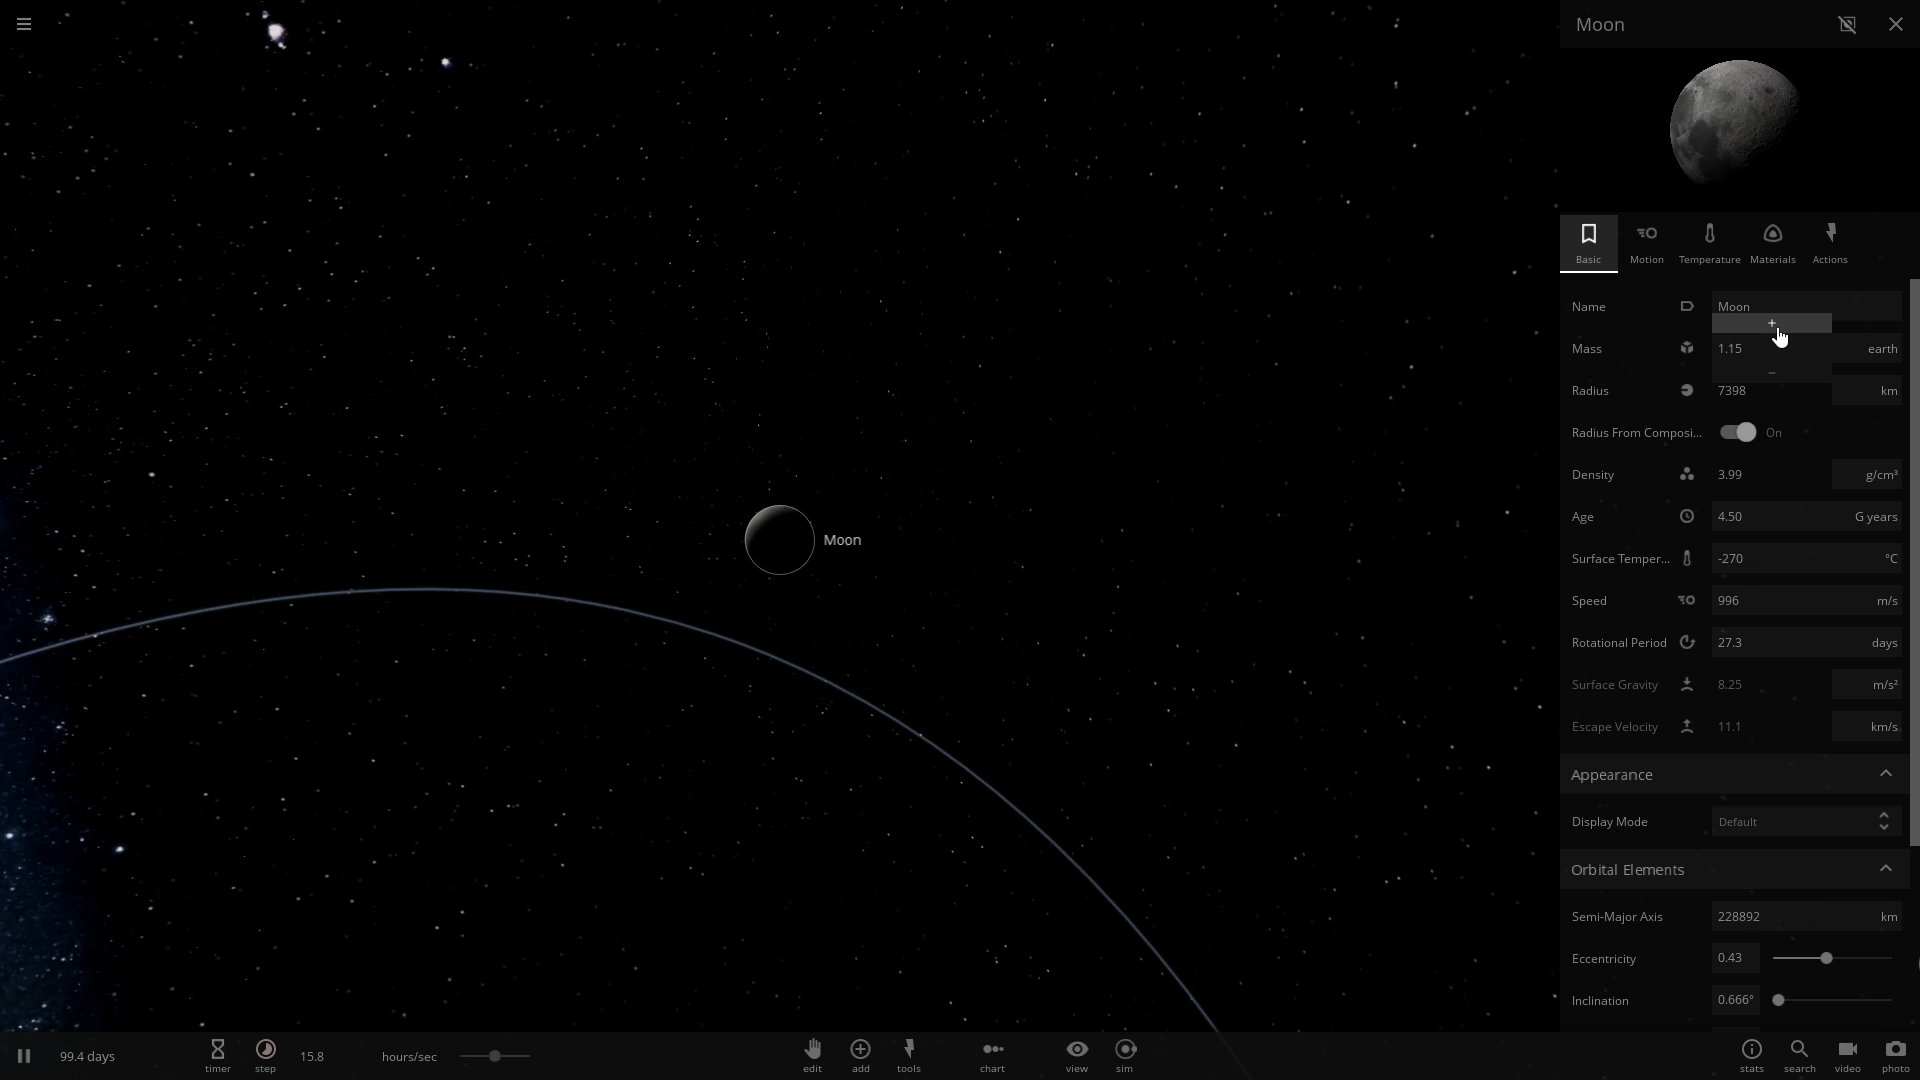 Moon
Basic
Motion
Temperature
Materials
Actions
Name Moon
+
Mass 1.15 earth
−
Radius 7398 km
Radius From Composi... On
Density 3.99 g/cm³
Age 4.50 G years
Surface Temper... -270 °C
Speed 996 m/s
Rotational Period 27.3 days
Surface Gravity 8.25 m/s²
Escape Velocity 11.1 km/s
Appearance
Display Mode Default
Orbital Elements
Semi-Major Axis 228892 km
Eccentricity 0.43
Inclination 0.666°
Moon
99.4 days
timer
step
15.8 hours/sec
edit
add
tools
chart
view
sim
stats
search
video
photo